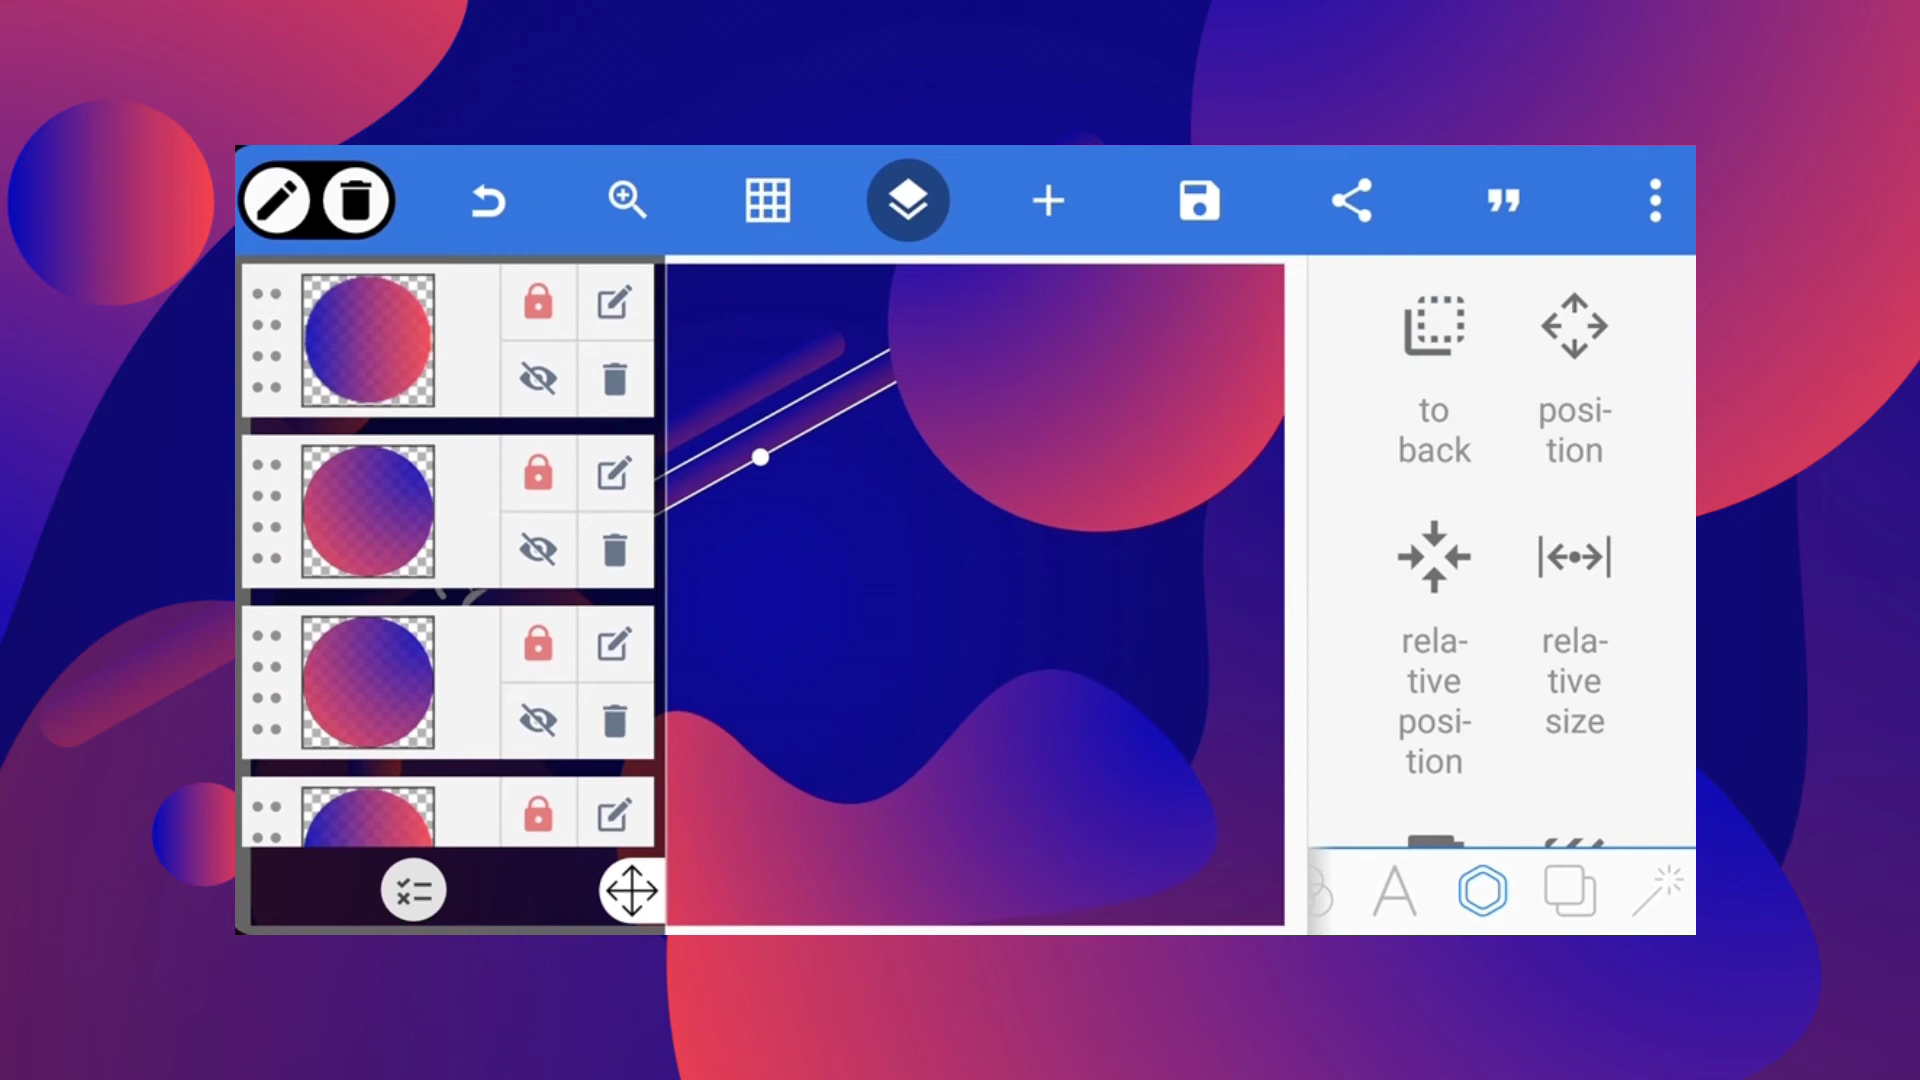 to
back
posi-
tion
rela-
tive
posi-
tion
rela-
tive
size